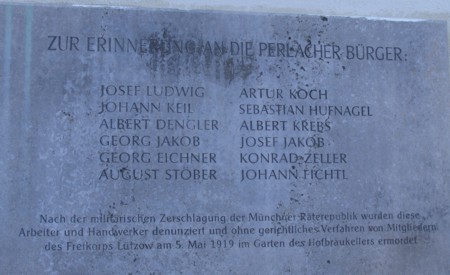 ZUR ERINNERUNG AN DIE PERLACHER BÜRGER:
JOSEF LUDWIG
JOHANN KEIL
ALBERT DENGLER
GEORG JAKOB
GEORG EICHNER
AUGUST STÖBER
ARTUR KOCH
SEBASTIAN HUFNAGEL
ALBERT KREBS
JOSEF JAKOB
KONRAD ZELLER
JOHANN FICHTL
Nach der militärischen Zerschlagung der Münchner Räterepublik wurden diese
Arbeiter und Handwerker denunziert und ohne gerichtliches Verfahren von Mitgliedern
des Freikorps Lützow am 5. Mai 1919 im Garten des Hofbräukellers ermordet